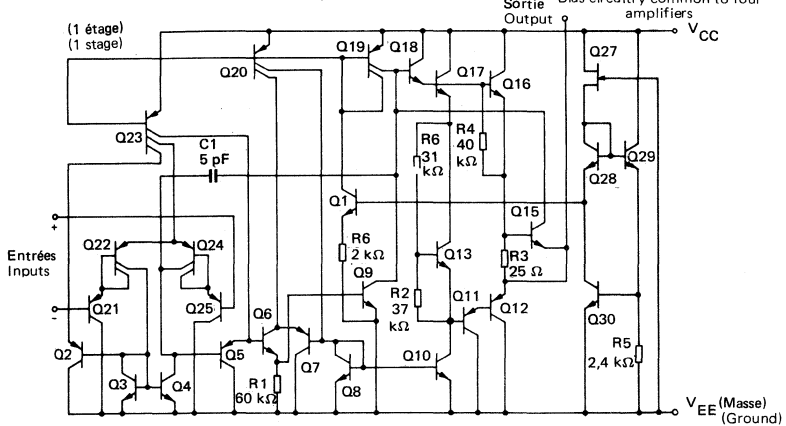 Sortie
Output
Bias circuitry common to four
amplifiers
(1 étage)
(1 stage)
VCC
Q20
Q19
Q18
Q17
Q16
Q27
Q23
C1
5 pF
R6
31
kΩ
R4
40
kΩ
Q28
Q29
Q1
Q15
+
Entrées
Inputs
-
Q22
Q24
R6
2 kΩ
Q13
R3
25 Ω
Q21
Q25
Q9
R2
37
kΩ
Q11
Q12
Q30
Q2
Q3
Q4
Q5
Q6
Q7
Q8
Q10
R1
60 kΩ
R5
2,4 kΩ
VEE (Masse)
(Ground)